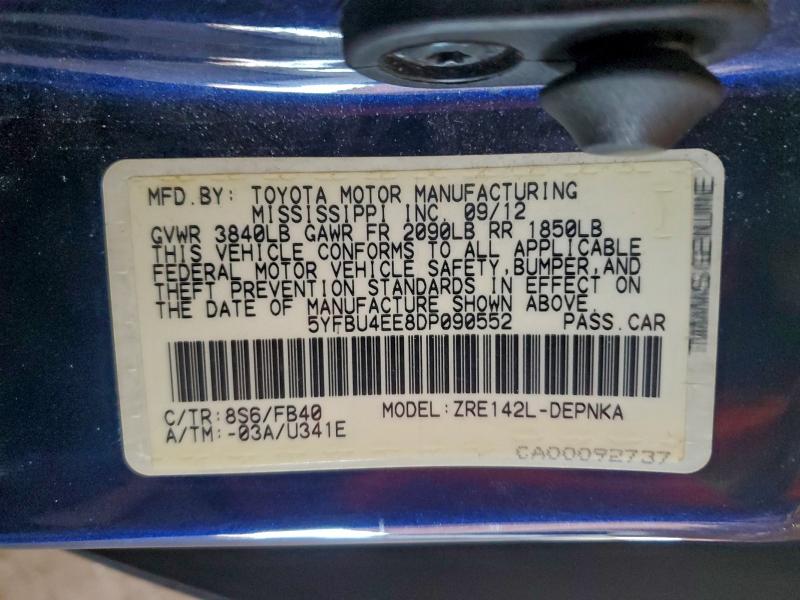 MFD.BY: TOYOTA MOTOR MANUFACTURING
MISSISSIPPI INC. 09/12
GVWR 3840LB GAWR FR 2090LB RR 1850LB
THIS VEHICLE CONFORMS TO ALL APPLICABLE
FEDERAL MOTOR VEHICLE SAFETY,BUMPER,AND
THEFT PREVENTION STANDARDS IN EFFECT ON
THE DATE OF MANUFACTURE SHOWN ABOVE.
5YFBU4EE8DP090552 PASS.CAR
C/TR:8S6/FB40 MODEL:ZRE142L-DEPNKA
A/TM:-03A/U341E
CA00092737
GENUINE